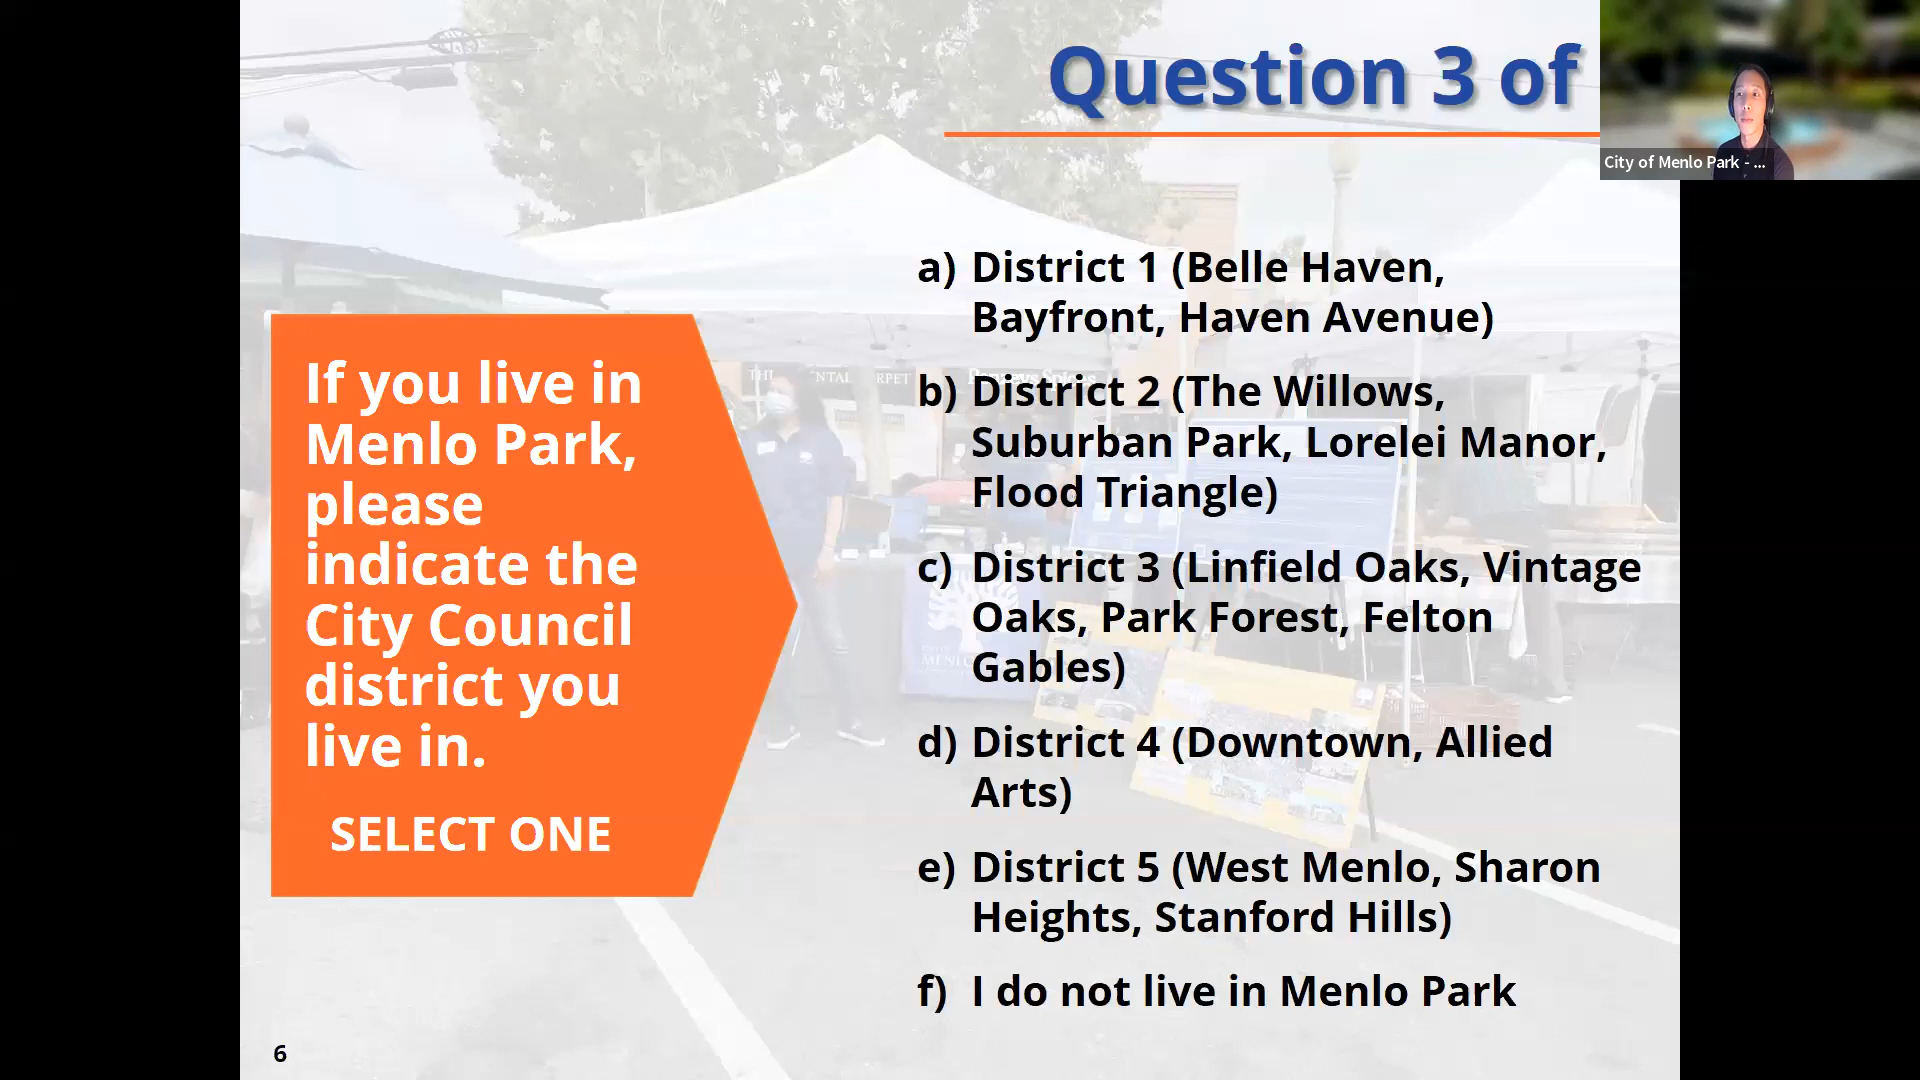 Question 3 of
City of Menlo Park - ...
If you live in
Menlo Park,
please
indicate the
City Council
district you
live in.
SELECT ONE
a) District 1 (Belle Haven,
Bayfront, Haven Avenue)
b) District 2 (The Willows,
Suburban Park, Lorelei Manor,
Flood Triangle)
c) District 3 (Linfield Oaks, Vintage
Oaks, Park Forest, Felton
Gables)
d) District 4 (Downtown, Allied
Arts)
e) District 5 (West Menlo, Sharon
Heights, Stanford Hills)
f) I do not live in Menlo Park
6